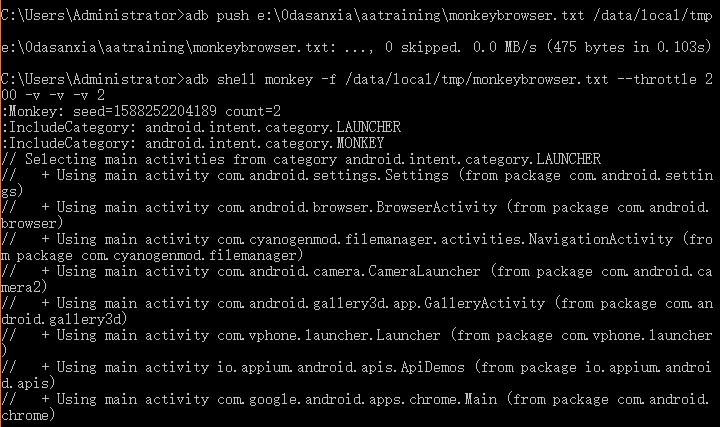 C:\Users\Administrator>adb push e:\0dasanxia\aatraining\monkeybrowser.txt /data/local/tmp
e:\0dasanxia\aatraining\monkeybrowser.txt: ..., 0 skipped. 0.0 MB/s (475 bytes in 0.103s)
C:\Users\Administrator>adb shell monkey -f /data/local/tmp/monkeybrowser.txt --throttle 2
00 -v -v -v 2
:Monkey: seed=1588252204189 count=2
:IncludeCategory: android.intent.category.LAUNCHER
:IncludeCategory: android.intent.category.MONKEY
// Selecting main activities from category android.intent.category.LAUNCHER
//   + Using main activity com.android.settings.Settings (from package com.android.settin
gs)
//   + Using main activity com.android.browser.BrowserActivity (from package com.android.
browser)
//   + Using main activity com.cyanogenmod.filemanager.activities.NavigationActivity (fro
m package com.cyanogenmod.filemanager)
//   + Using main activity com.android.camera.CameraLauncher (from package com.android.ca
mera2)
//   + Using main activity com.android.gallery3d.app.GalleryActivity (from package com.an
droid.gallery3d)
//   + Using main activity com.vphone.launcher.Launcher (from package com.vphone.launcher
)
//   + Using main activity io.appium.android.apis.ApiDemos (from package io.appium.androi
d.apis)
//   + Using main activity com.google.android.apps.chrome.Main (from package com.android.
chrome)